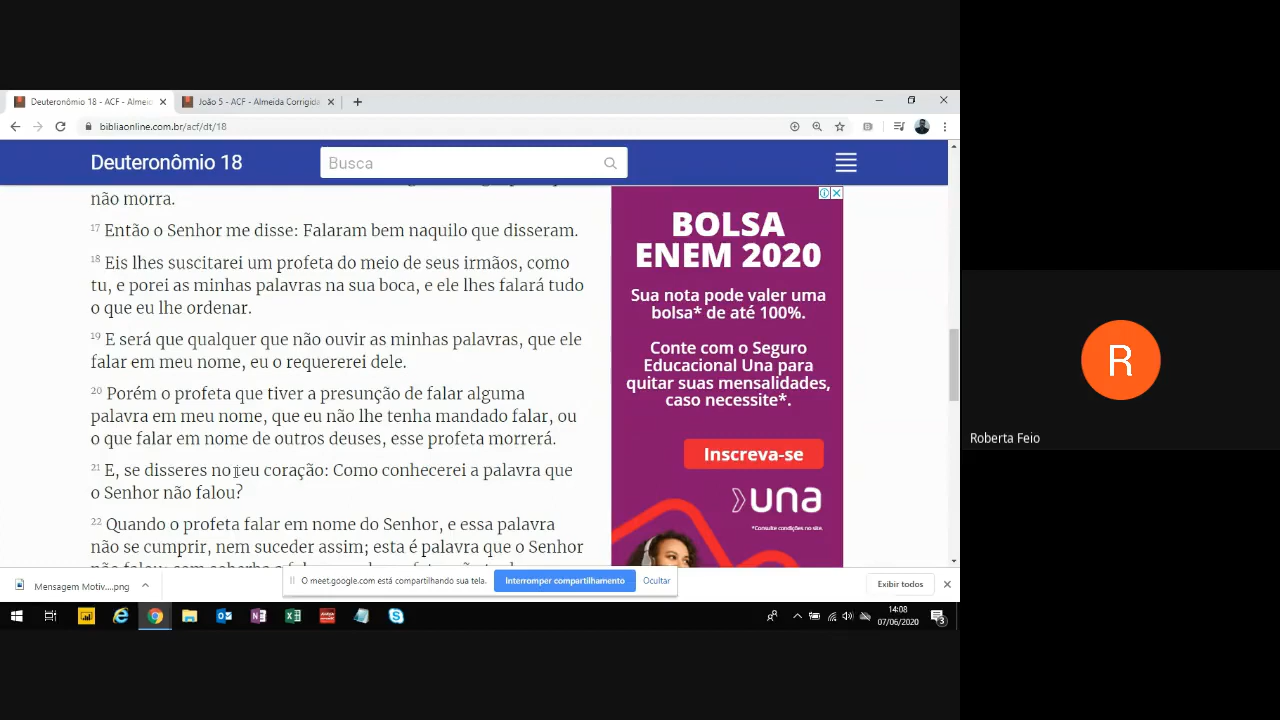 Deuteronômio 18 - ACF - Almei
João 5 - ACF - Almeida Corrigida
bibliaonline.com.br/acf/dt/18
Deuteronômio 18
Busca
não morra.
17 Então o Senhor me disse: Falaram bem naquilo que disseram.
18 Eis lhes suscitarei um profeta do meio de seus irmãos, como
tu, e porei as minhas palavras na sua boca, e ele lhes falará tudo
o que eu lhe ordenar.
19 E será que qualquer que não ouvir as minhas palavras, que ele
falar em meu nome, eu o requererei dele.
20 Porém o profeta que tiver a presunção de falar alguma
palavra em meu nome, que eu não lhe tenha mandado falar, ou
o que falar em nome de outros deuses, esse profeta morrerá.
21 E, se disseres no teu coração: Como conhecerei a palavra que
o Senhor não falou?
22 Quando o profeta falar em nome do Senhor, e essa palavra
não se cumprir, nem suceder assim; esta é palavra que o Senhor
BOLSA
ENEM 2020
Sua nota pode valer uma
bolsa* de até 100%.
Conte com o Seguro
Educacional Una para
quitar suas mensalidades,
caso necessite*.
Inscreva-se
una
*Consulte condições no site.
O meet.google.com está compartilhando sua tela.
Interromper compartilhamento
Ocultar
Mensagem Motiv....png
Exibir todos
14:08
07/06/2020
3
R
Roberta Feio